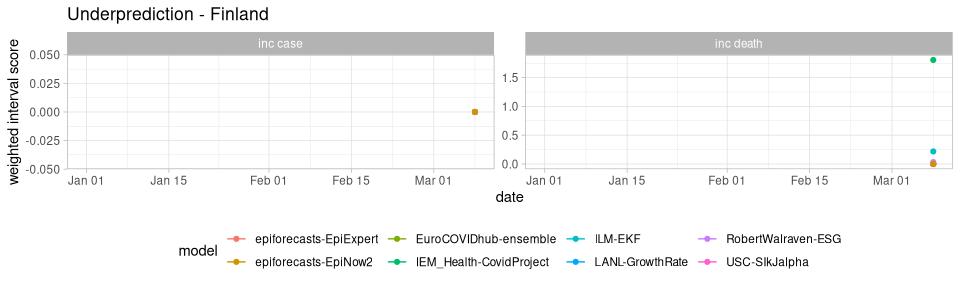 Underprediction - Finland
inc case
inc death
weighted interval score
0.050
0.025
0.000
-0.025
-0.050
1.5
1.0
0.5
0.0
Jan 01 Jan 15 Feb 01 Feb 15 Mar 01
Jan 01 Jan 15 Feb 01 Feb 15 Mar 01
date
model
epiforecasts-EpiExpert
EuroCOVIDhub-ensemble
ILM-EKF
RobertWalraven-ESG
epiforecasts-EpiNow2
IEM_Health-CovidProject
LANL-GrowthRate
USC-SIkJalpha